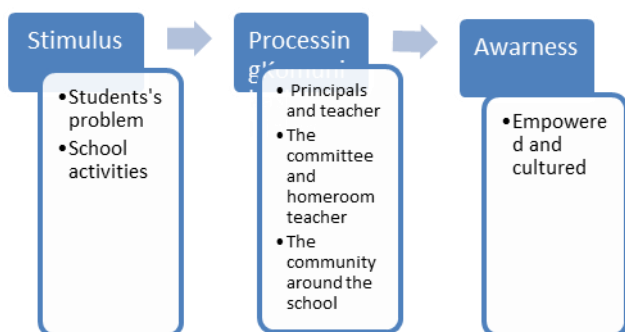 Stimulus
•Students's
problem
•School
activities
Processin
gKomuni
• Principals
and teacher
•The
committee
and
homeroom
teacher
•The
community
around the
school
Awarness
•Empowere
d and
cultured